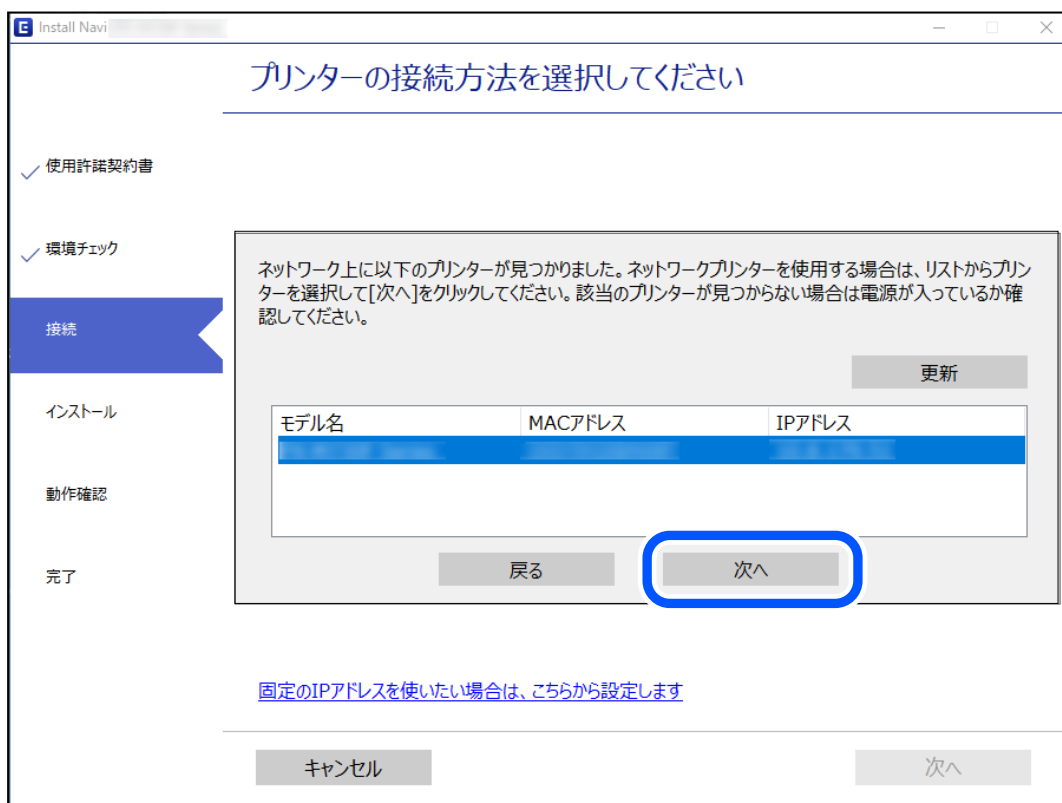 Install Navi
プリンターの接続方法を選択してください
使用許諾契約書
環境チェック
接続
インストール
動作確認
完了
ネットワーク上に以下のプリンターが見つかりました。ネットワークプリンターを使用する場合は、リストからプリン
ターを選択して[次へ]をクリックしてください。該当のプリンターが見つからない場合は電源が入っているか確
認してください。
更新
モデル名 MACアドレス IPアドレス
戻る 次へ
固定のIPアドレスを使いたい場合は、こちらから設定します
キャンセル 次へ